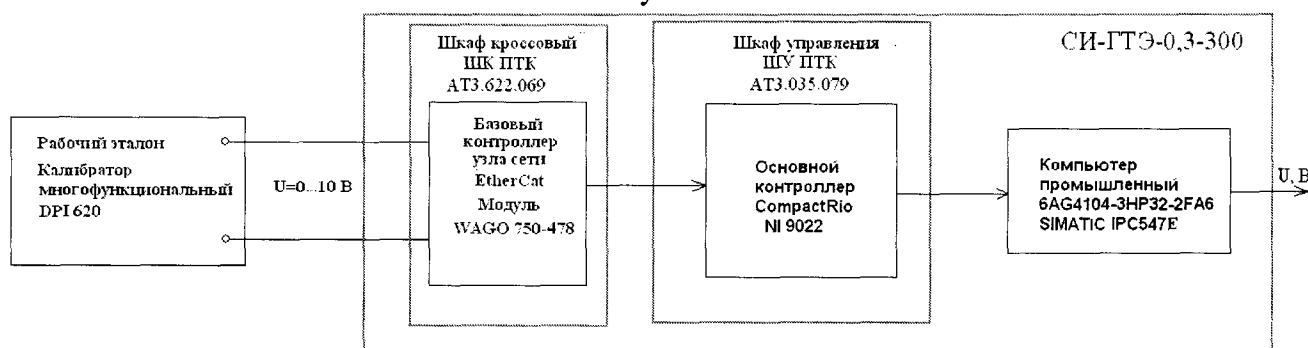 у
Шкаф кроссовый
ШК ПТК
АТ3.622.069
Шкаф управления
ШУ ПТК
АТ3.035.079
СИ-ГТЭ-0,3-300
Рабочий эталон
Калибратор
многофункциональный
DPI 620
U=0...10 В
Базовый
контроллер
узла сети
EtherCat
Модуль
WAGO 750-478
Основной
контроллер
CompactRio
NI 9022
Компьютер
промышленный
6AG4104-3HP32-2FA6
SIMATIC IPC547E
U, В